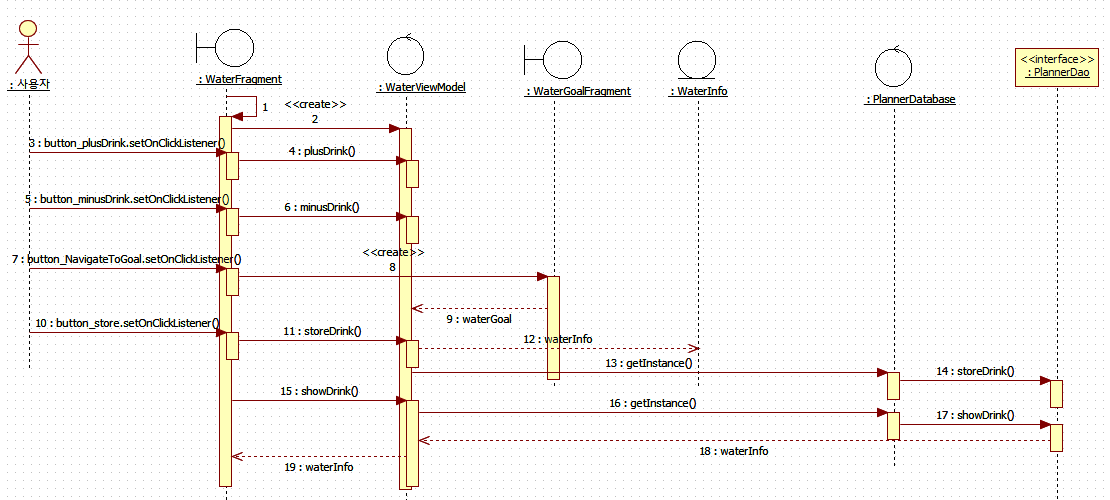 <<interface>>
: PlannerDao
: 사용자
: WaterFragment
: WaterViewModel
: WaterGoalFragment
: WaterInfo
: PlannerDatabase
1
<<create>>
2
3 : button_plusDrink.setOnClickListener()
4 : plusDrink()
5 : button_minusDrink.setOnClickListener()
6 : minusDrink()
<<create>>
7 : button_NavigateToGoal.setOnClickListener()
8
9 : waterGoal
10 : button_store.setOnClickListener()
11 : storeDrink()
12 : waterInfo
13 : getInstance()
14 : storeDrink()
15 : showDrink()
16 : getInstance()
17 : showDrink()
18 : waterInfo
19 : waterInfo